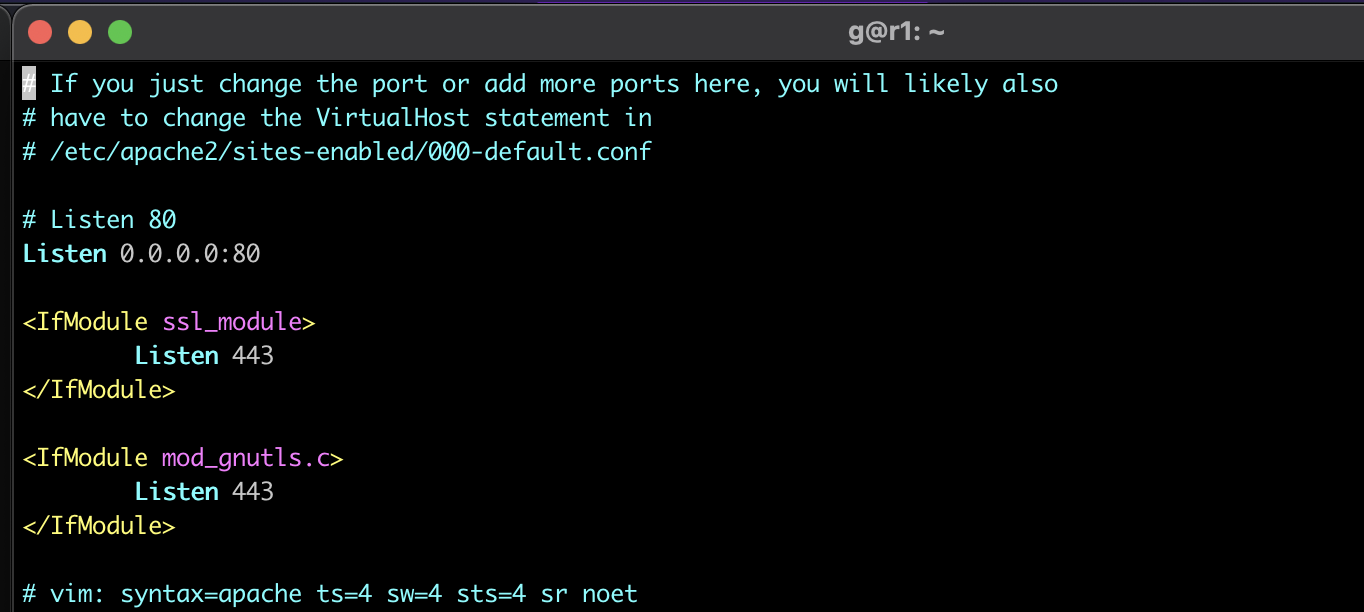 g@r1: ~
# If you just change the port or add more ports here, you will likely also
# have to change the VirtualHost statement in
# /etc/apache2/sites-enabled/000-default.conf
# Listen 80
Listen 0.0.0.0:80
<IfModule ssl_module>
        Listen 443
</IfModule>
<IfModule mod_gnutls.c>
        Listen 443
</IfModule>
# vim: syntax=apache ts=4 sw=4 sts=4 sr noet